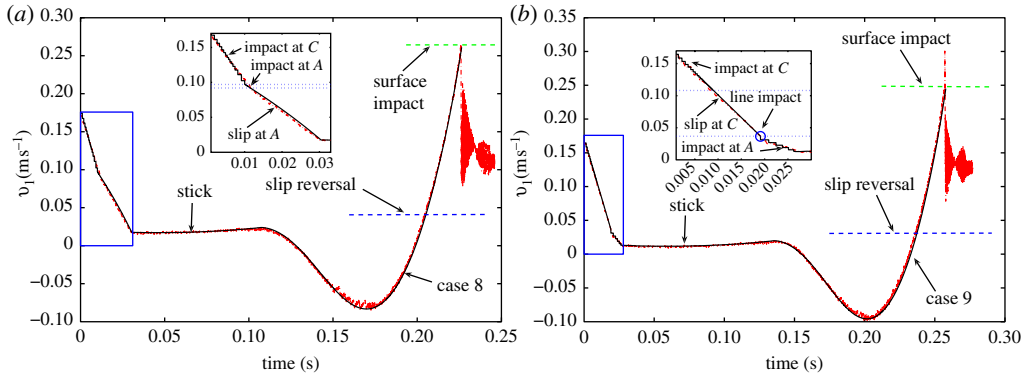 (a)
0.30
0.25
0.20
0.15
0.10
0.05
0
−0.05
−0.10
υ1(ms−1)
0
0.05
0.10
0.15
0.20
0.25
time (s)
0.15
0.10
0.05
0.01
0.02
0.03
impact at C
impact at A
slip at A
surface
impact
slip reversal
stick
case 8
(b)
0.35
0.30
0.25
0.20
0.15
0.10
0.05
0
−0.05
−0.10
υ1(ms−1)
0
0.05
0.10
0.15
0.20
0.25
0.30
0.35
time (s)
0.15
0.10
0.05
0
0.005
0.010
0.015
0.020
0.025
impact at C
line impact
slip at C
impact at A
surface impact
slip reversal
stick
case 9